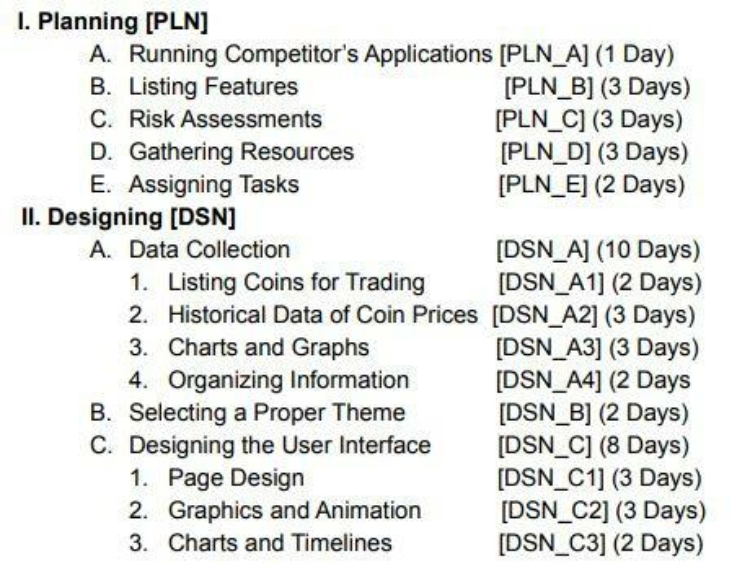 I. Planning [PLN]
A. Running Competitor's Applications [PLN_A] (1 Day)
B. Listing Features [PLN_B] (3 Days)
C. Risk Assessments [PLN_C] (3 Days)
D. Gathering Resources [PLN_D] (3 Days)
E. Assigning Tasks [PLN_E] (2 Days)
II. Designing [DSN]
A. Data Collection [DSN_A] (10 Days)
1. Listing Coins for Trading [DSN_A1] (2 Days)
2. Historical Data of Coin Prices [DSN_A2] (3 Days)
3. Charts and Graphs [DSN_A3] (3 Days)
4. Organizing Information [DSN_A4] (2 Days
B. Selecting a Proper Theme [DSN_B] (2 Days)
C. Designing the User Interface [DSN_C] (8 Days)
1. Page Design [DSN_C1] (3 Days)
2. Graphics and Animation [DSN_C2] (3 Days)
3. Charts and Timelines [DSN_C3] (2 Days)